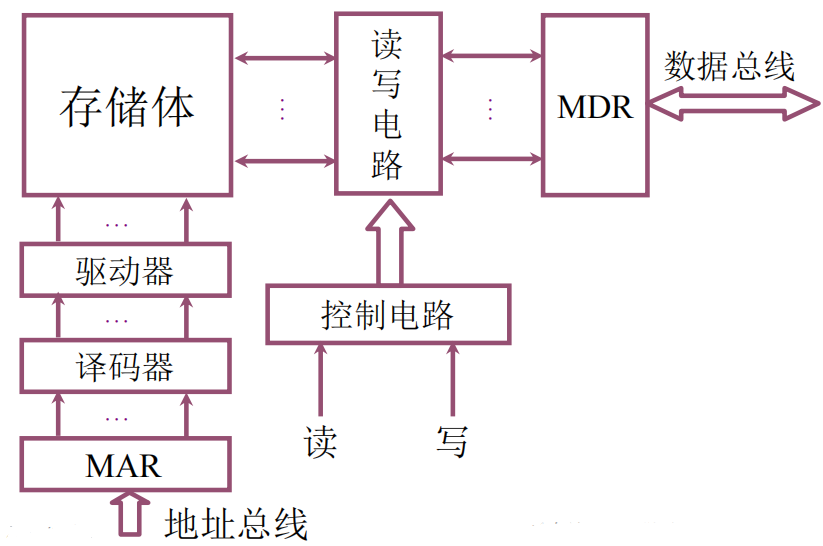 存储体
读
写
电
路
MDR
数据总线
…
…
…
驱动器
…
译码器
…
MAR
地址总线
控制电路
读
写